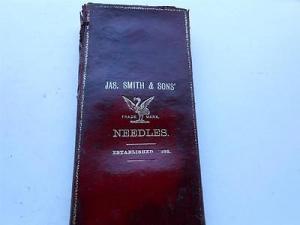 JAS. SMITH & SONS'
TRADE MARK.
NEEDLES.
ESTABLISHED